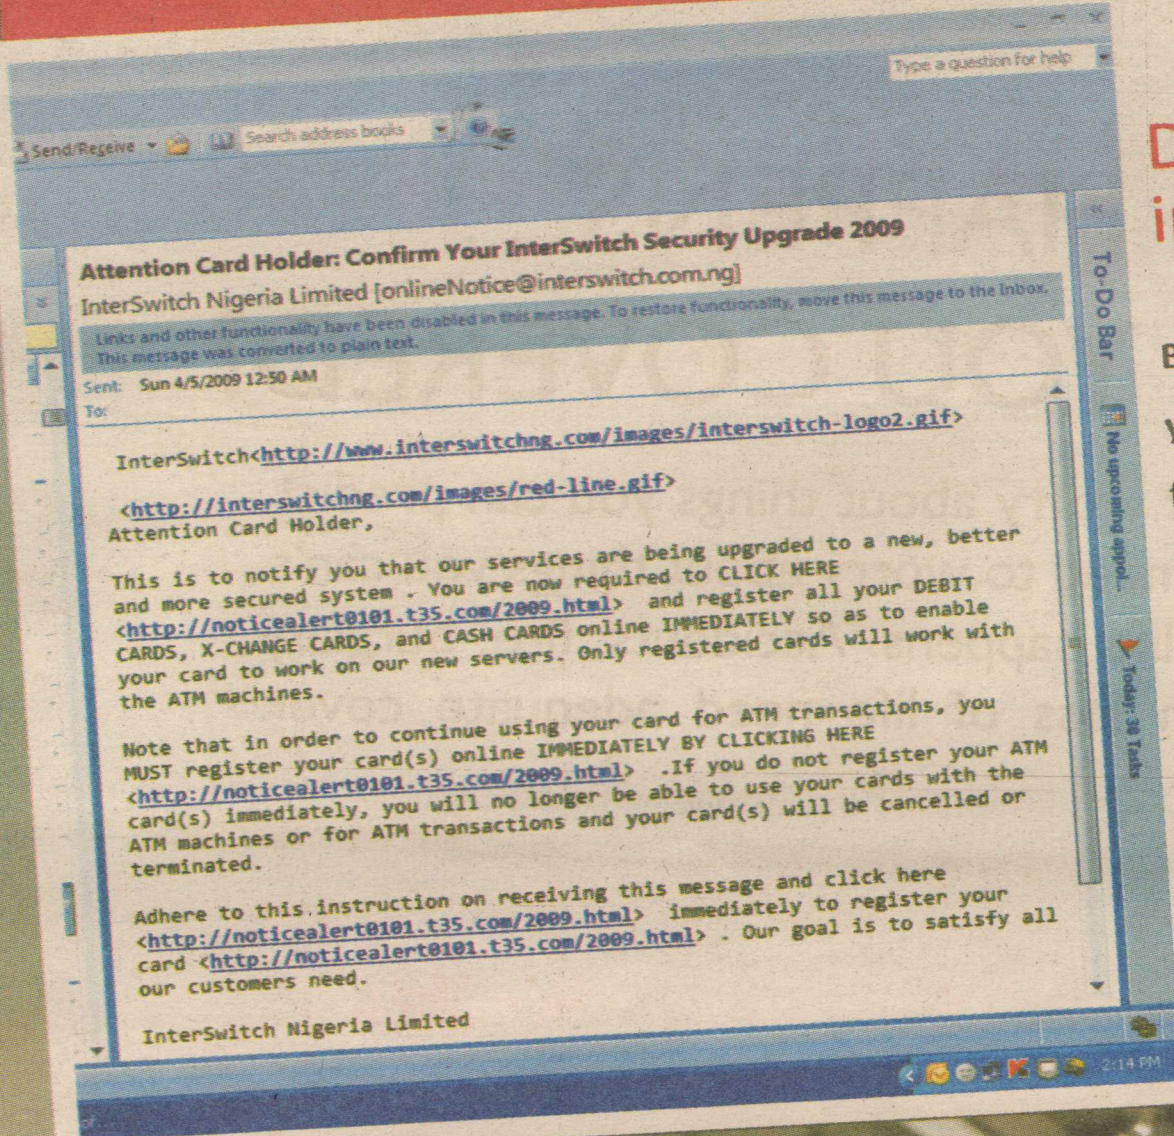 Type a question for help
Send/Receive Search address books
Attention Card Holder: Confirm Your InterSwitch Security Upgrade 2009
InterSwitch Nigeria Limited [onlineNotice@interswitch.com.ng]
Links and other functionality have been disabled in this message. To restore functionality, move this message to the Inbox.
This message was converted to plain text.
Sent: Sun 4/5/2009 12:50 AM
To:
InterSwitch<http://www.interswitchng.com/images/interswitch-logo2.gif>
<http://interswitchng.com/images/red-line.gif>
Attention Card Holder,
This is to notify you that our services are being upgraded to a new, better
and more secured system . You are now required to CLICK HERE
<http://noticealert0101.t35.com/2009.html> and register all your DEBIT
CARDS, X-CHANGE CARDS, and CASH CARDS online IMMEDIATELY so as to enable
your card to work on our new servers. Only registered cards will work with
the ATM machines.
Note that in order to continue using your card for ATM transactions, you
MUST register your card(s) online IMMEDIATELY BY CLICKING HERE
<http://noticealert0101.t35.com/2009.html> .If you do not register your ATM
card(s) immediately, you will no longer be able to use your cards with the
ATM machines or for ATM transactions and your card(s) will be cancelled or
terminated.
Adhere to this instruction on receiving this message and click here
<http://noticealert0101.t35.com/2009.html> immediately to register your
card <http://noticealert0101.t35.com/2009.html> . Our goal is to satisfy all
our customers need.
InterSwitch Nigeria Limited
To-Do Bar
No upcoming appoi...
Today: 38 Tasks
2:14 PM